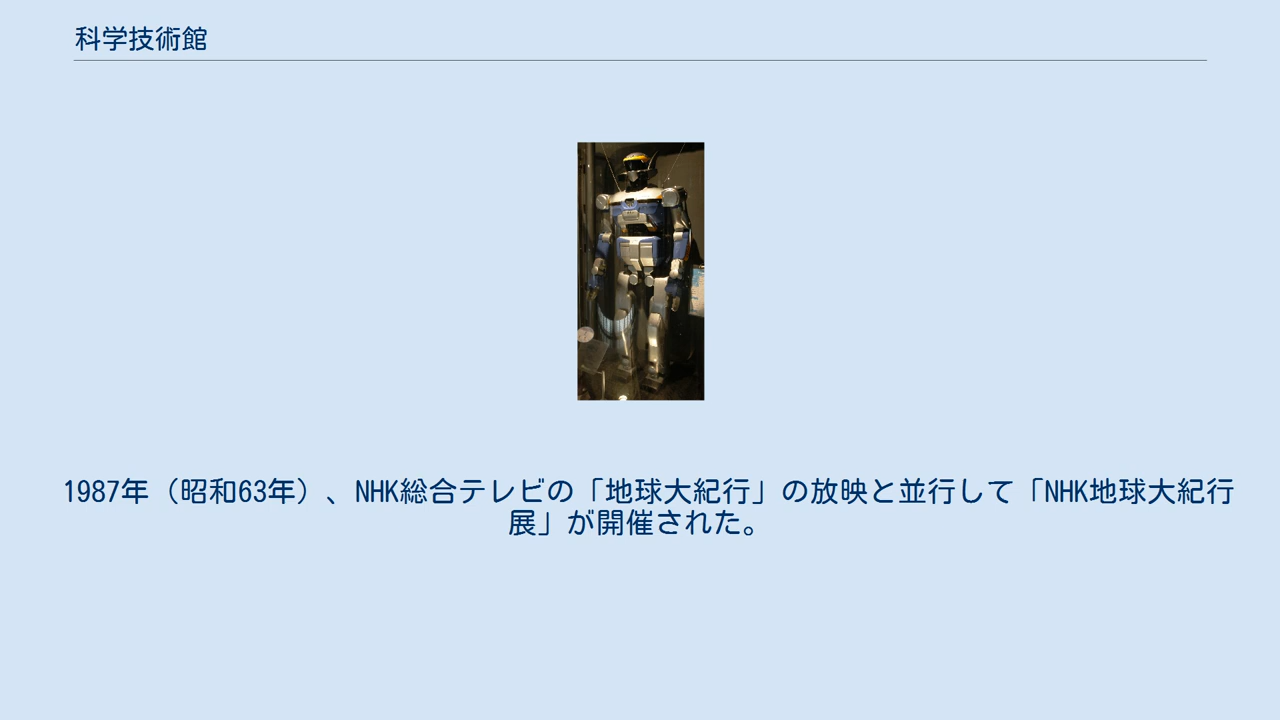 科学技術館
1987年（昭和63年）、NHK総合テレビの「地球大紀行」の放映と並行して「NHK地球大紀行
展」が開催された。